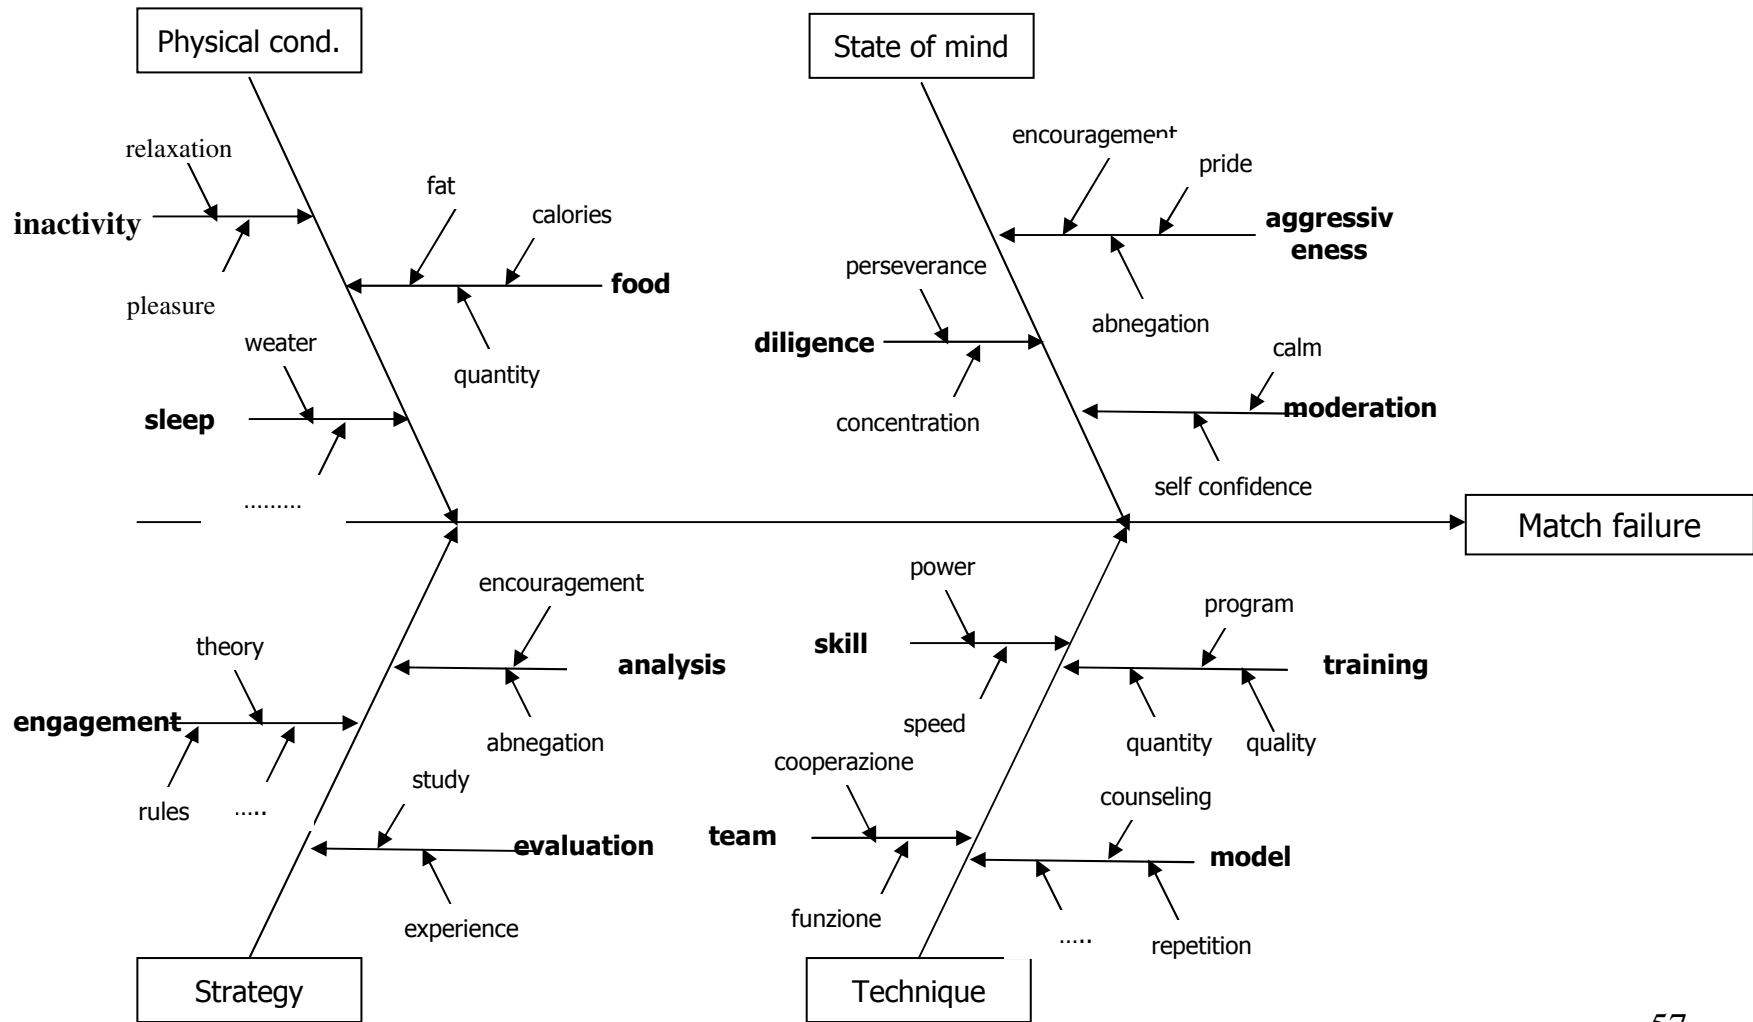 Physical cond.
State of mind
relaxation
inactivity
pleasure
fat
calories
food
quantity
weater
sleep
.........
encouragement
pride
aggressiv
eness
abnegation
perseverance
diligence
concentration
calm
moderation
self confidence
Match failure
encouragement
analysis
abnegation
theory
engagement
rules
.....
study
evaluation
experience
power
skill
speed
program
training
quantity
quality
cooperazione
team
funzione
counseling
model
.....
repetition
Strategy
Technique
57